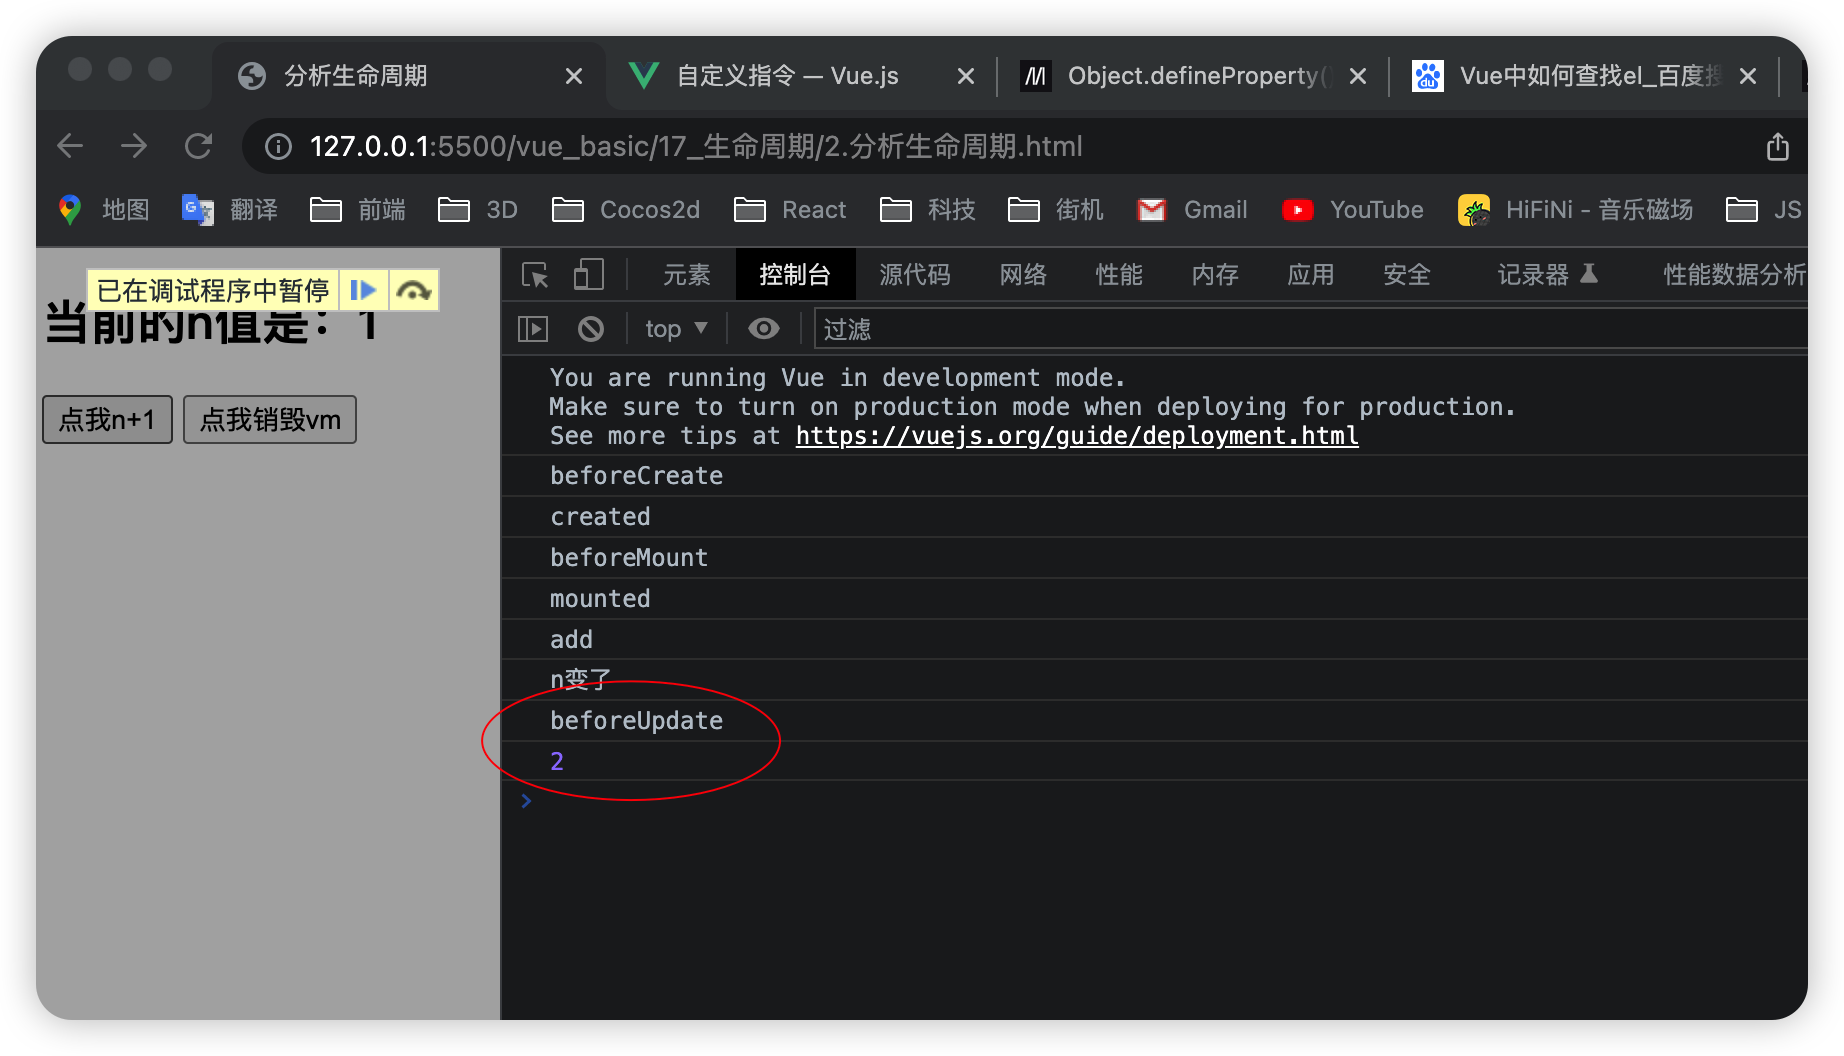 分析生命周期
自定义指令 — Vue.js
Object.defineProperty()
Vue中如何查找el_百度搜
127.0.0.1:5500/vue_basic/17_生命周期/2.分析生命周期.html
地图 翻译 前端 3D Cocos2d React 科技 街机 Gmail YouTube HiFiNi - 音乐磁场 JS
已在调试程序中暂停
当前的n值是：1
点我n+1 点我销毁vm
元素 控制台 源代码 网络 性能 内存 应用 安全 记录器 性能数据分析
top 过滤
You are running Vue in development mode.
Make sure to turn on production mode when deploying for production.
See more tips at https://vuejs.org/guide/deployment.html
beforeCreate
created
beforeMount
mounted
add
n变了
beforeUpdate
2